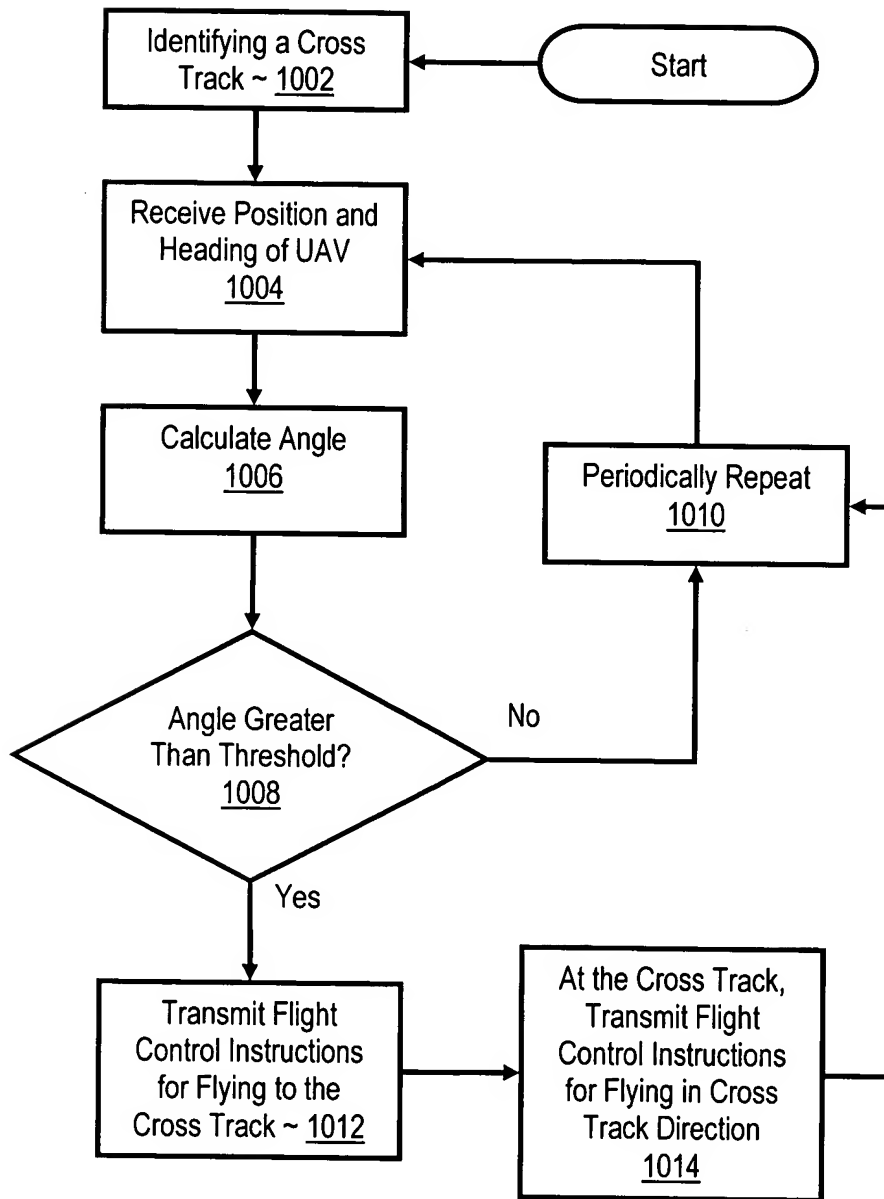 Start
Identifying a Cross
Track ~ 1002
Receive Position and
Heading of UAV
1004
Calculate Angle
1006
Periodically Repeat
1010
Angle Greater
Than Threshold?
1008
No
Yes
Transmit Flight
Control Instructions
for Flying to the
Cross Track ~ 1012
At the Cross Track,
Transmit Flight
Control Instructions
for Flying in Cross
Track Direction
1014